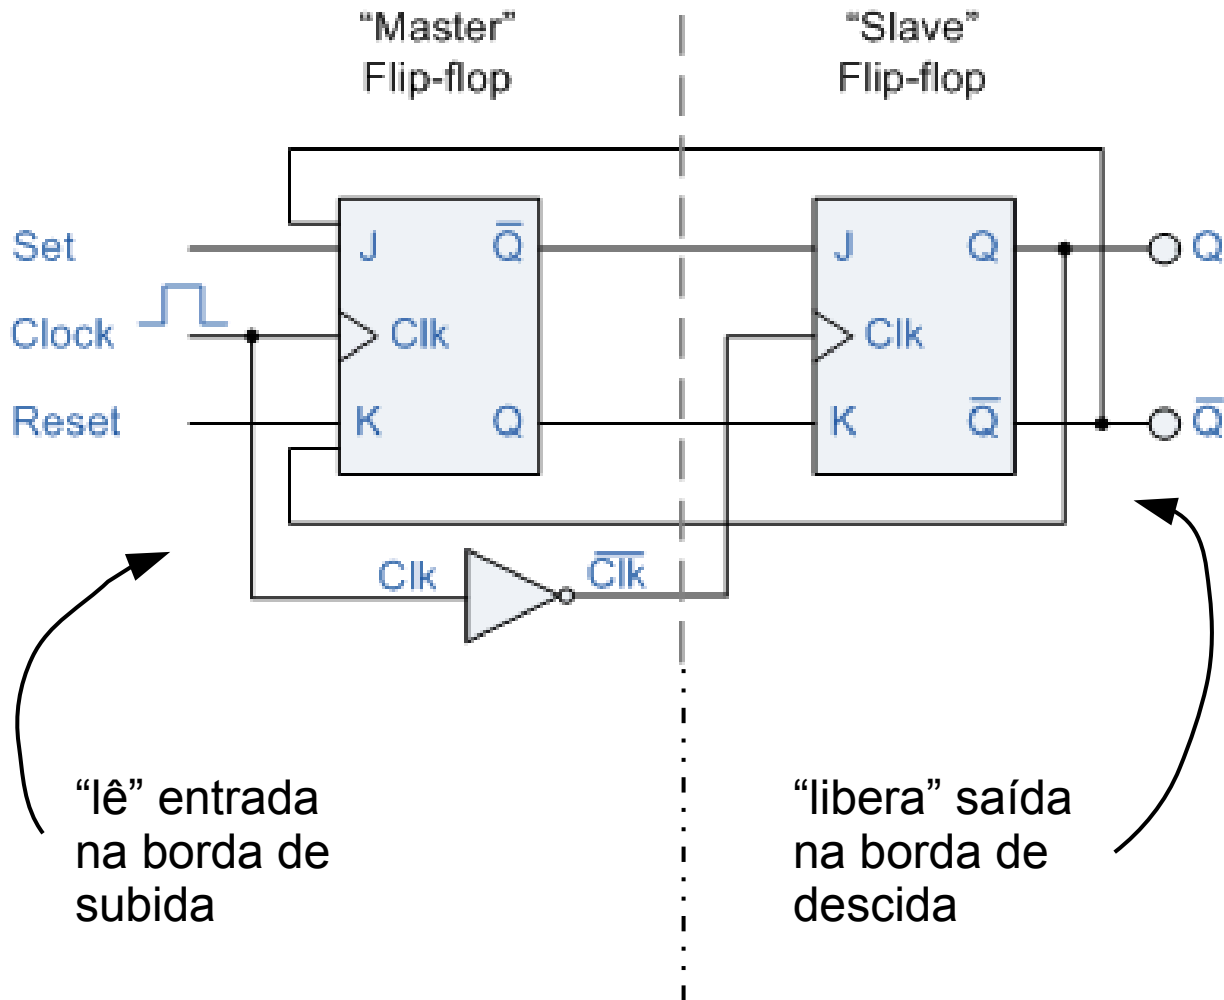 “Master”
Flip-flop
“Slave”
Flip-flop
Set
J
Q̅
J
Q
Q
Clock
Clk
Clk
Reset
K
Q
K
Q̅
Q̅
Clk
C̅l̅k̅
“lê” entrada
na borda de
subida
“libera” saída
na borda de
descida